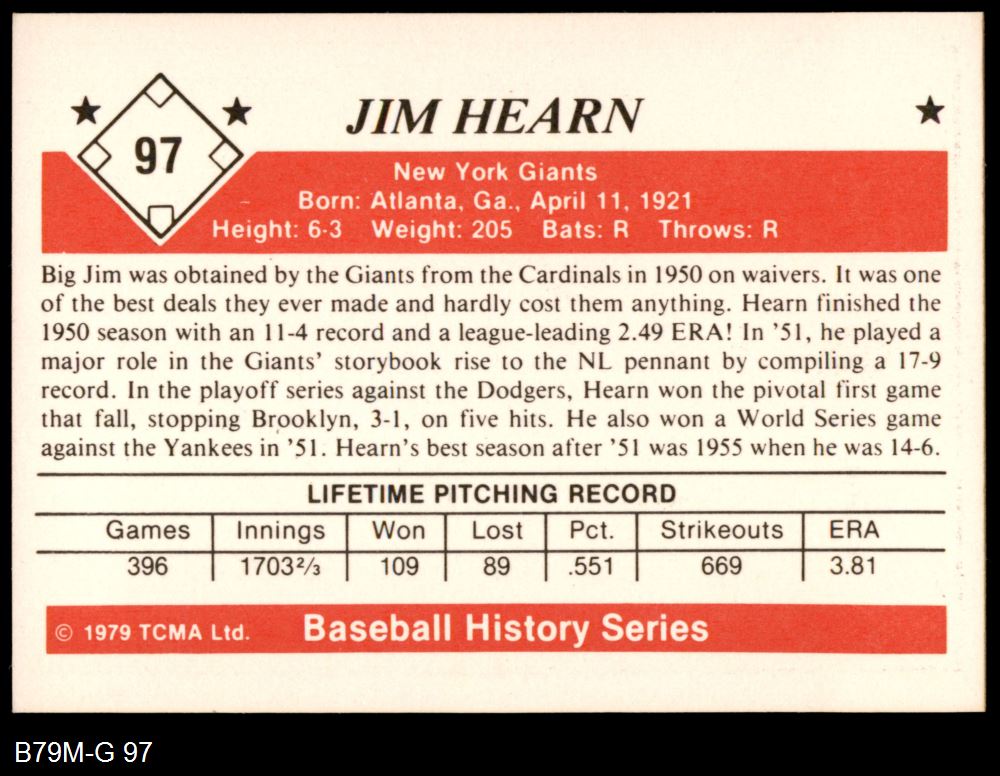 JIM HEARN
97
New York Giants
Born: Atlanta, Ga., April 11, 1921
Height: 6-3 Weight: 205 Bats: R Throws: R
Big Jim was obtained by the Giants from the Cardinals in 1950 on waivers. It was one
of the best deals they ever made and hardly cost them anything. Hearn finished the
1950 season with an 11-4 record and a league-leading 2.49 ERA! In ’51, he played a
major role in the Giants’ storybook rise to the NL pennant by compiling a 17-9
record. In the playoff series against the Dodgers, Hearn won the pivotal first game
that fall, stopping Brooklyn, 3-1, on five hits. He also won a World Series game
against the Yankees in ’51. Hearn’s best season after ’51 was 1955 when he was 14-6.
LIFETIME PITCHING RECORD
Games Innings Won Lost Pct. Strikeouts ERA
396 1703⅔ 109 89 .551 669 3.81
© 1979 TCMA Ltd. Baseball History Series
B79M-G 97